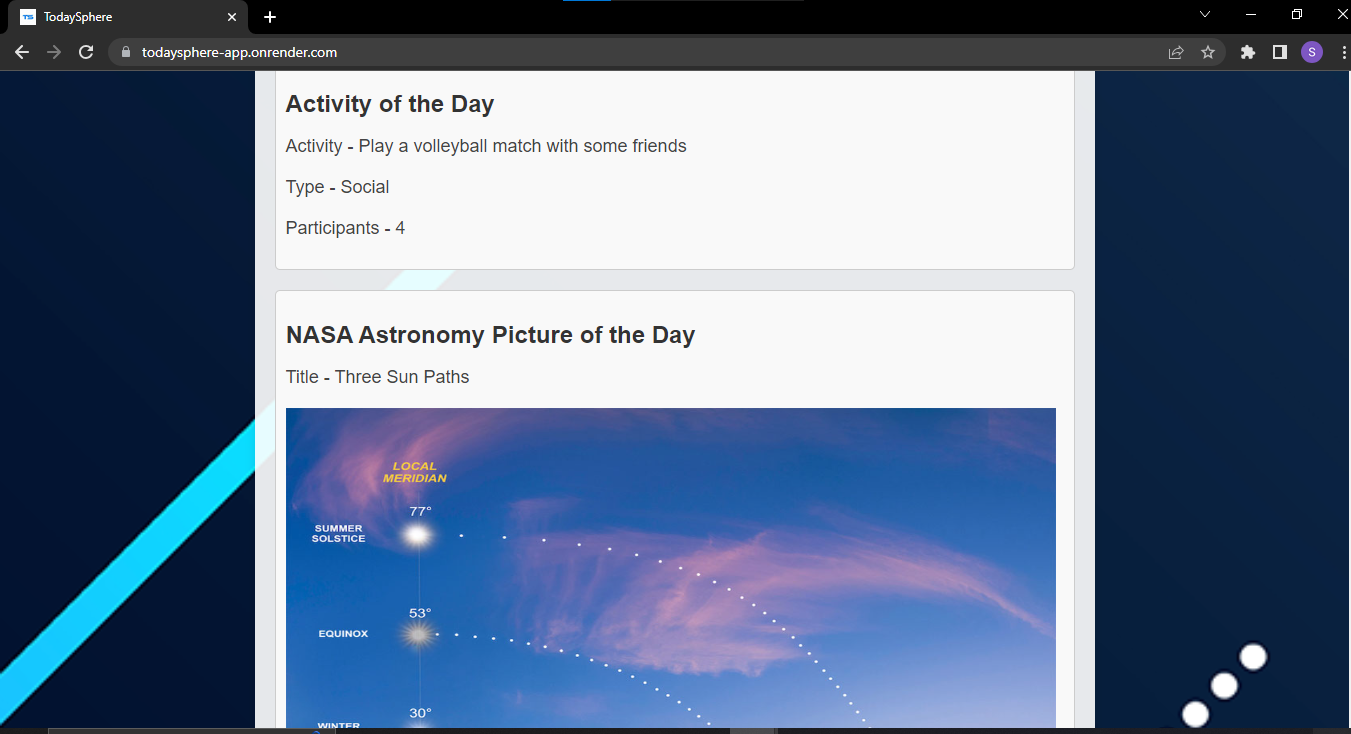 TS TodaySphere
todaysphere-app.onrender.com
S
Activity of the Day
Activity - Play a volleyball match with some friends
Type - Social
Participants - 4
NASA Astronomy Picture of the Day
Title - Three Sun Paths
LOCAL
MERIDIAN
77°
SUMMER
SOLSTICE
53°
EQUINOX
30°
WINTER